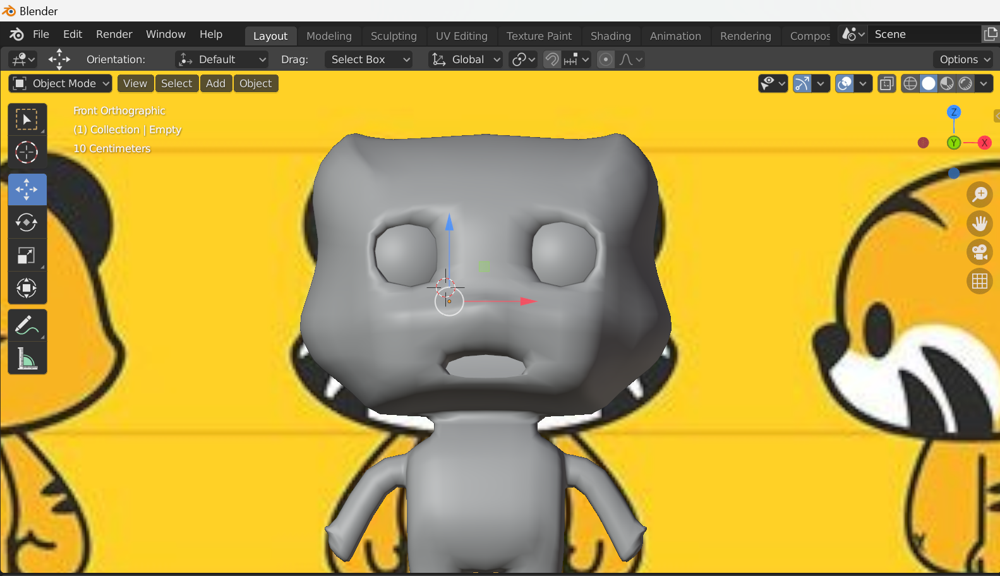 Blender
File Edit Render Window Help Layout Modeling Sculpting UV Editing Texture Paint Shading Animation Rendering Compos Scene
Orientation: Default Drag: Select Box Global Options
Object Mode View Select Add Object
Front Orthographic
(1) Collection | Empty
10 Centimeters
Z
Y X